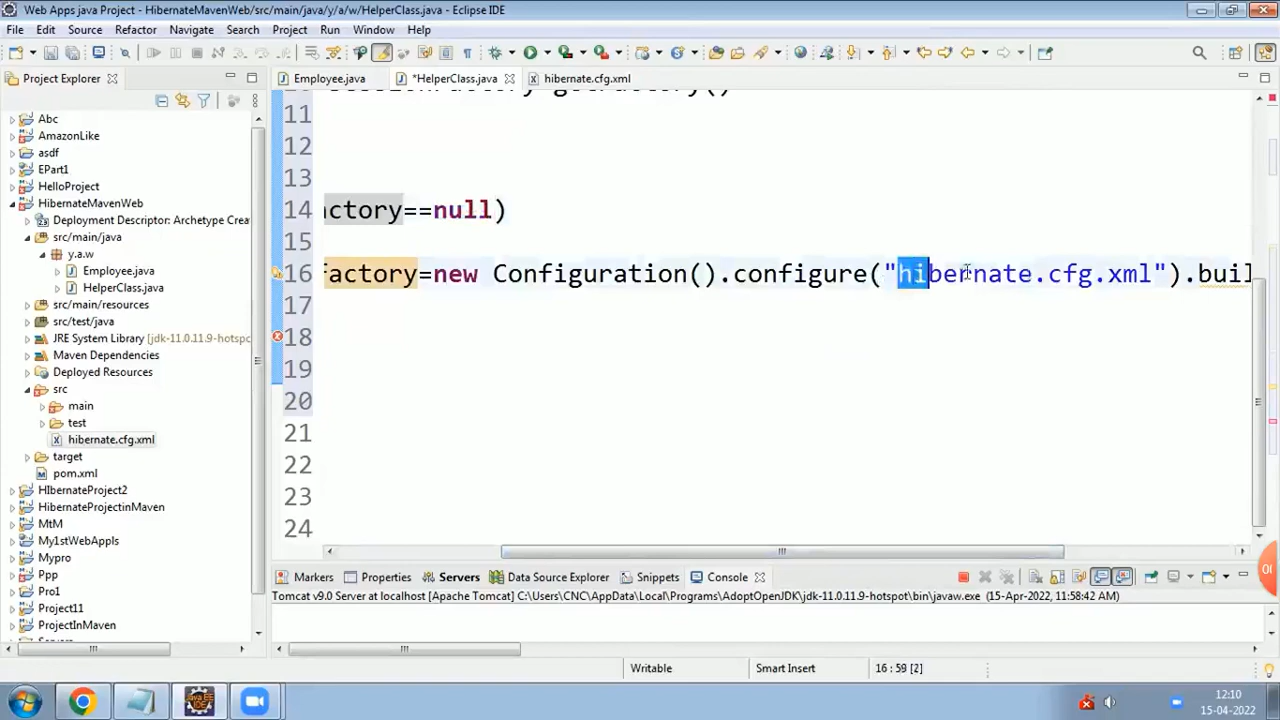 Web Apps java Project - HibernateMavenWeb/src/main/java/y/a/w/HelperClass.java - Eclipse IDE
File Edit Source Refactor Navigate Search Project Run Window Help
Project Explorer
Employee.java *HelperClass.java hibernate.cfg.xml
Abc
AmazonLike
asdf
EPart1
HelloProject
HibernateMavenWeb
Deployment Descriptor: Archetype Crea
src/main/java
y.a.w
Employee.java
HelperClass.java
src/main/resources
src/test/java
JRE System Library [jdk-11.0.11.9-hotspc
Maven Dependencies
Deployed Resources
src
main
test
hibernate.cfg.xml
target
pom.xml
HIbernateProject2
HibernateProjectinMaven
MtM
My1stWebAppls
Mypro
Ppp
Pro1
Project11
ProjectInMaven
11
12
13
14 actory==null)
15
16 factory=new Configuration().configure("hibernate.cfg.xml").buil
17
18
19
20
21
22
23
24
Markers Properties Servers Data Source Explorer Snippets Console
Tomcat v9.0 Server at localhost [Apache Tomcat] C:\Users\CNC\AppData\Local\Programs\AdoptOpenJDK\jdk-11.0.11.9-hotspot\bin\javaw.exe (15-Apr-2022, 11:58:42 AM)
Writable Smart Insert 16 : 59 [2]
12:10
15-04-2022